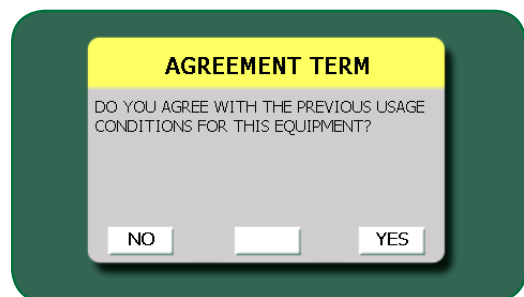 AGREEMENT TERM
DO YOU AGREE WITH THE PREVIOUS USAGE
CONDITIONS FOR THIS EQUIPMENT?
NO
YES